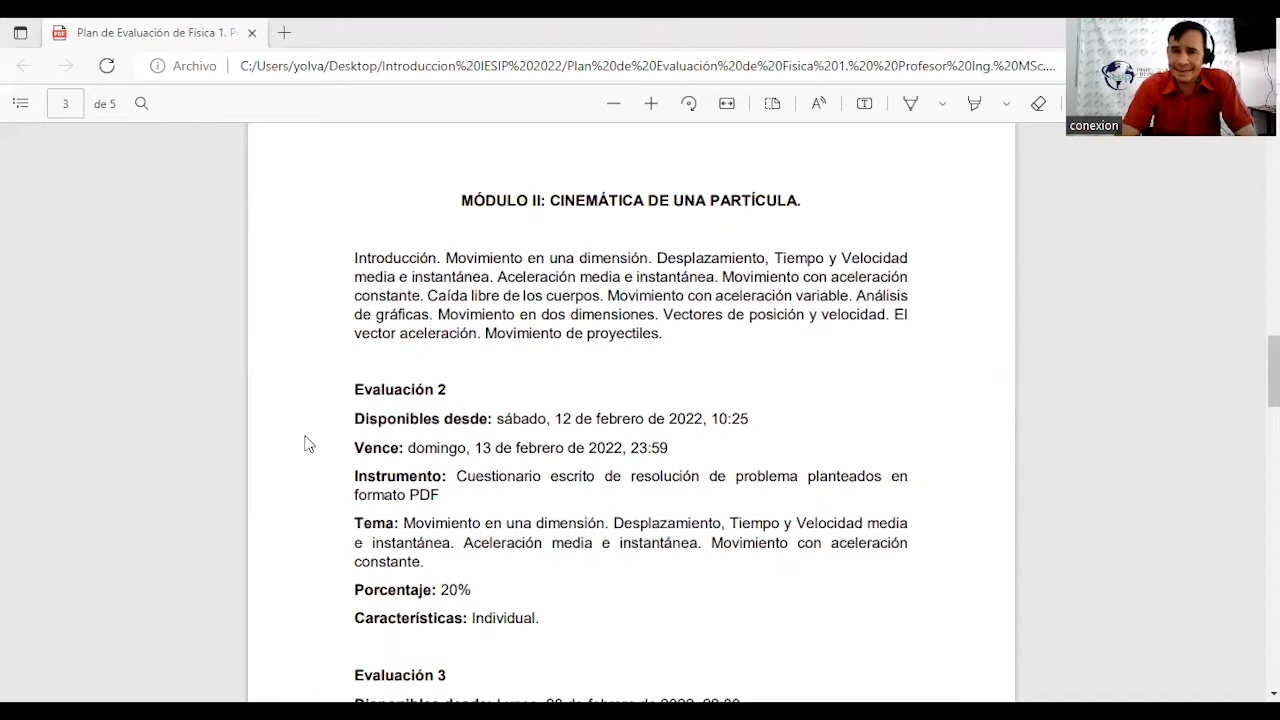 Plan de Evaluación de Fisica 1. P
Archivo
C:/Users/yolva/Desktop/Introduccion%20IESIP%202022/Plan%20de%20Evaluación%20de%20Fisica%201.%20%20Profesor%20Ing.%20MSc....
3 de 5
conexion
MÓDULO II: CINEMÁTICA DE UNA PARTÍCULA.
Introducción. Movimiento en una dimensión. Desplazamiento, Tiempo y Velocidad
media e instantánea. Aceleración media e instantánea. Movimiento con aceleración
constante. Caída libre de los cuerpos. Movimiento con aceleración variable. Análisis
de gráficas. Movimiento en dos dimensiones. Vectores de posición y velocidad. El
vector aceleración. Movimiento de proyectiles.
Evaluación 2
Disponibles desde: sábado, 12 de febrero de 2022, 10:25
Vence: domingo, 13 de febrero de 2022, 23:59
Instrumento: Cuestionario escrito de resolución de problema planteados en
formato PDF
Tema: Movimiento en una dimensión. Desplazamiento, Tiempo y Velocidad media
e instantánea. Aceleración media e instantánea. Movimiento con aceleración
constante.
Porcentaje: 20%
Características: Individual.
Evaluación 3
Disponibles desde: de febrero de 2022,